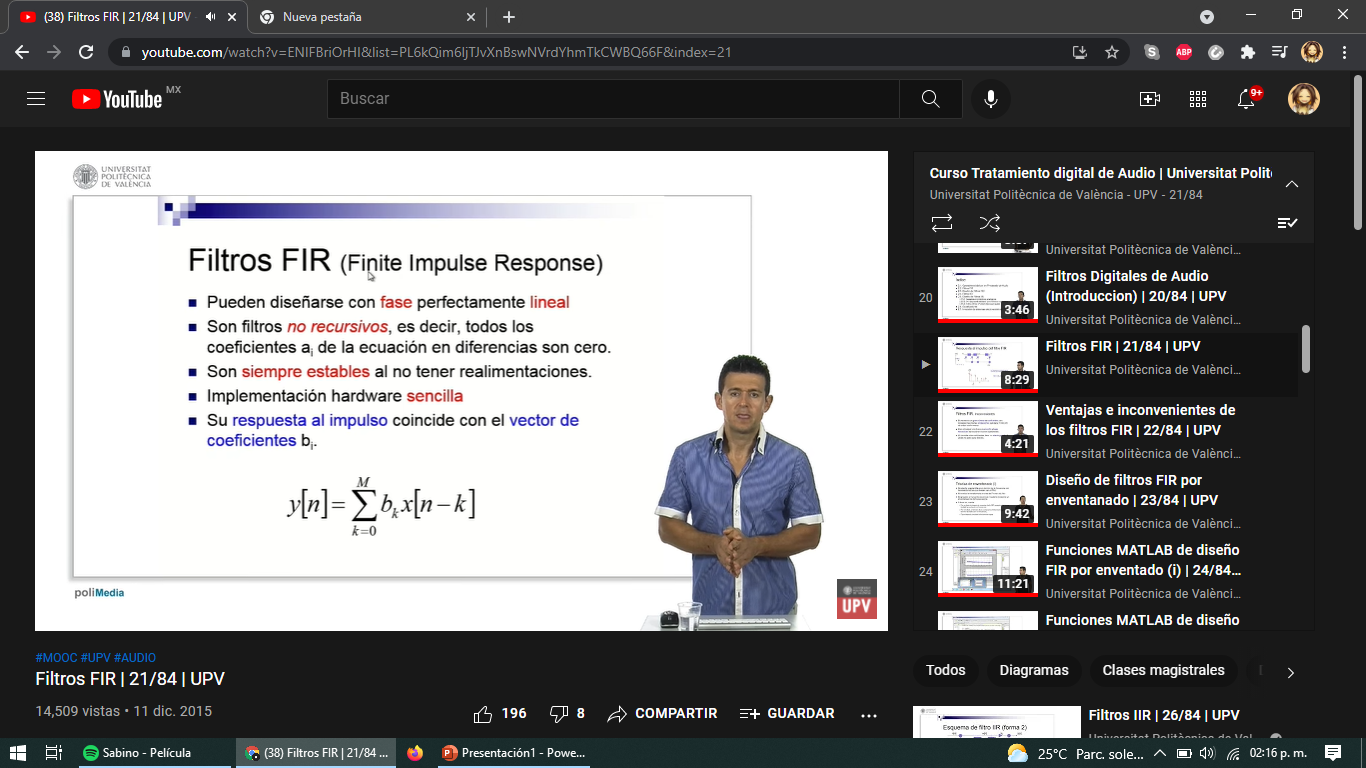 (38) Filtros FIR | 21/84 | UPV
Nueva pestaña
youtube.com/watch?v=ENIFBriOrHI&list=PL6kQim6ljTJvXnBswNVrdYhmTkCWBQ66F&index=21
ABP
YouTube MX
Buscar
9+
UNIVERSITAT
POLITÈCNICA
DE VALÈNCIA
Filtros FIR (Finite Impulse Response)
Pueden diseñarse con fase perfectamente lineal
Son filtros no recursivos, es decir, todos los
coeficientes ai de la ecuación en diferencias son cero.
Son siempre estables al no tener realimentaciones.
Implementación hardware sencilla
Su respuesta al impulso coincide con el vector de
coeficientes bi.
y[n]=∑k=0M bkx[n−k]
poliMedia
UPV
#MOOC #UPV #AUDIO
Filtros FIR | 21/84 | UPV
14,509 vistas • 11 dic. 2015
196
8
COMPARTIR
GUARDAR
Curso Tratamiento digital de Audio | Universitat Polit
Universitat Politècnica de València - UPV - 21/84
Universitat Politècnica de Valènci...
20
3:46
Filtros Digitales de Audio
(Introduccion) | 20/84 | UPV
Universitat Politècnica de Valènci...
8:29
Filtros FIR | 21/84 | UPV
Universitat Politècnica de Valènci...
22
4:21
Ventajas e inconvenientes de
los filtros FIR | 22/84 | UPV
Universitat Politècnica de Valènci...
23
9:42
Diseño de filtros FIR por
enventanado | 23/84 | UPV
Universitat Politècnica de Valènci...
24
11:21
Funciones MATLAB de diseño
FIR por enventado (i) | 24/84...
Universitat Politècnica de Valènci...
Funciones MATLAB de diseño
Todos
Diagramas
Clases magistrales
Esquema de filtro IIR (forma 2)
Filtros IIR | 26/84 | UPV
Sabino - Película
(38) Filtros FIR | 21/84 ...
Presentación1 - Powe...
25°C Parc. sole...
02:16 p. m.